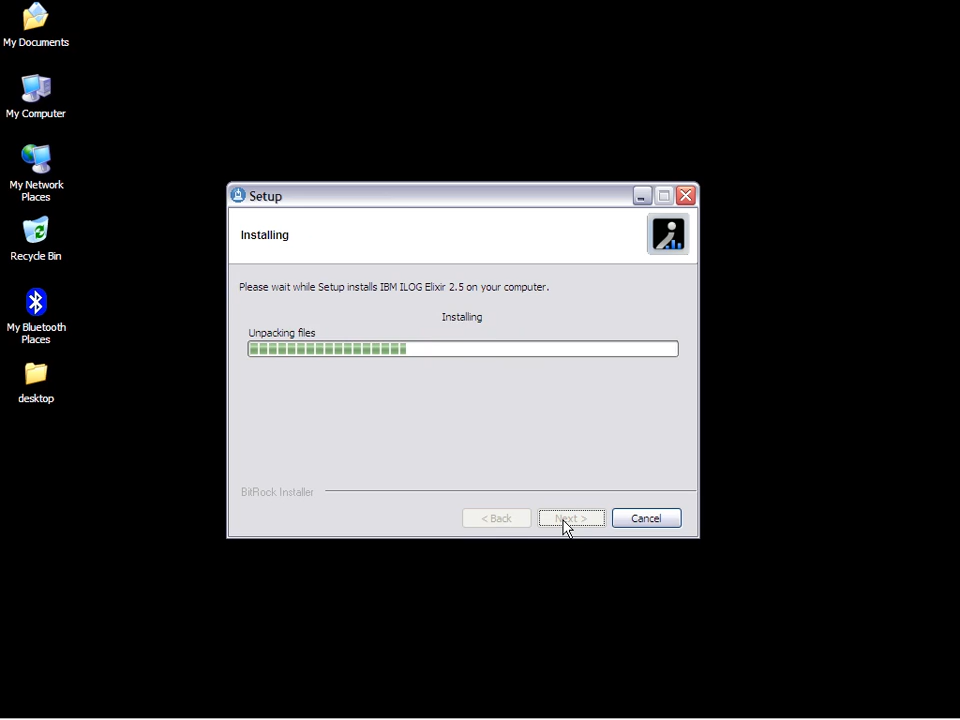 My Documents
My Computer
My Network
Places
Recycle Bin
My Bluetooth
Places
desktop
Setup
Installing
Please wait while Setup installs IBM ILOG Elixir 2.5 on your computer.
Installing
Unpacking files
BitRock Installer
< Back
Next >
Cancel